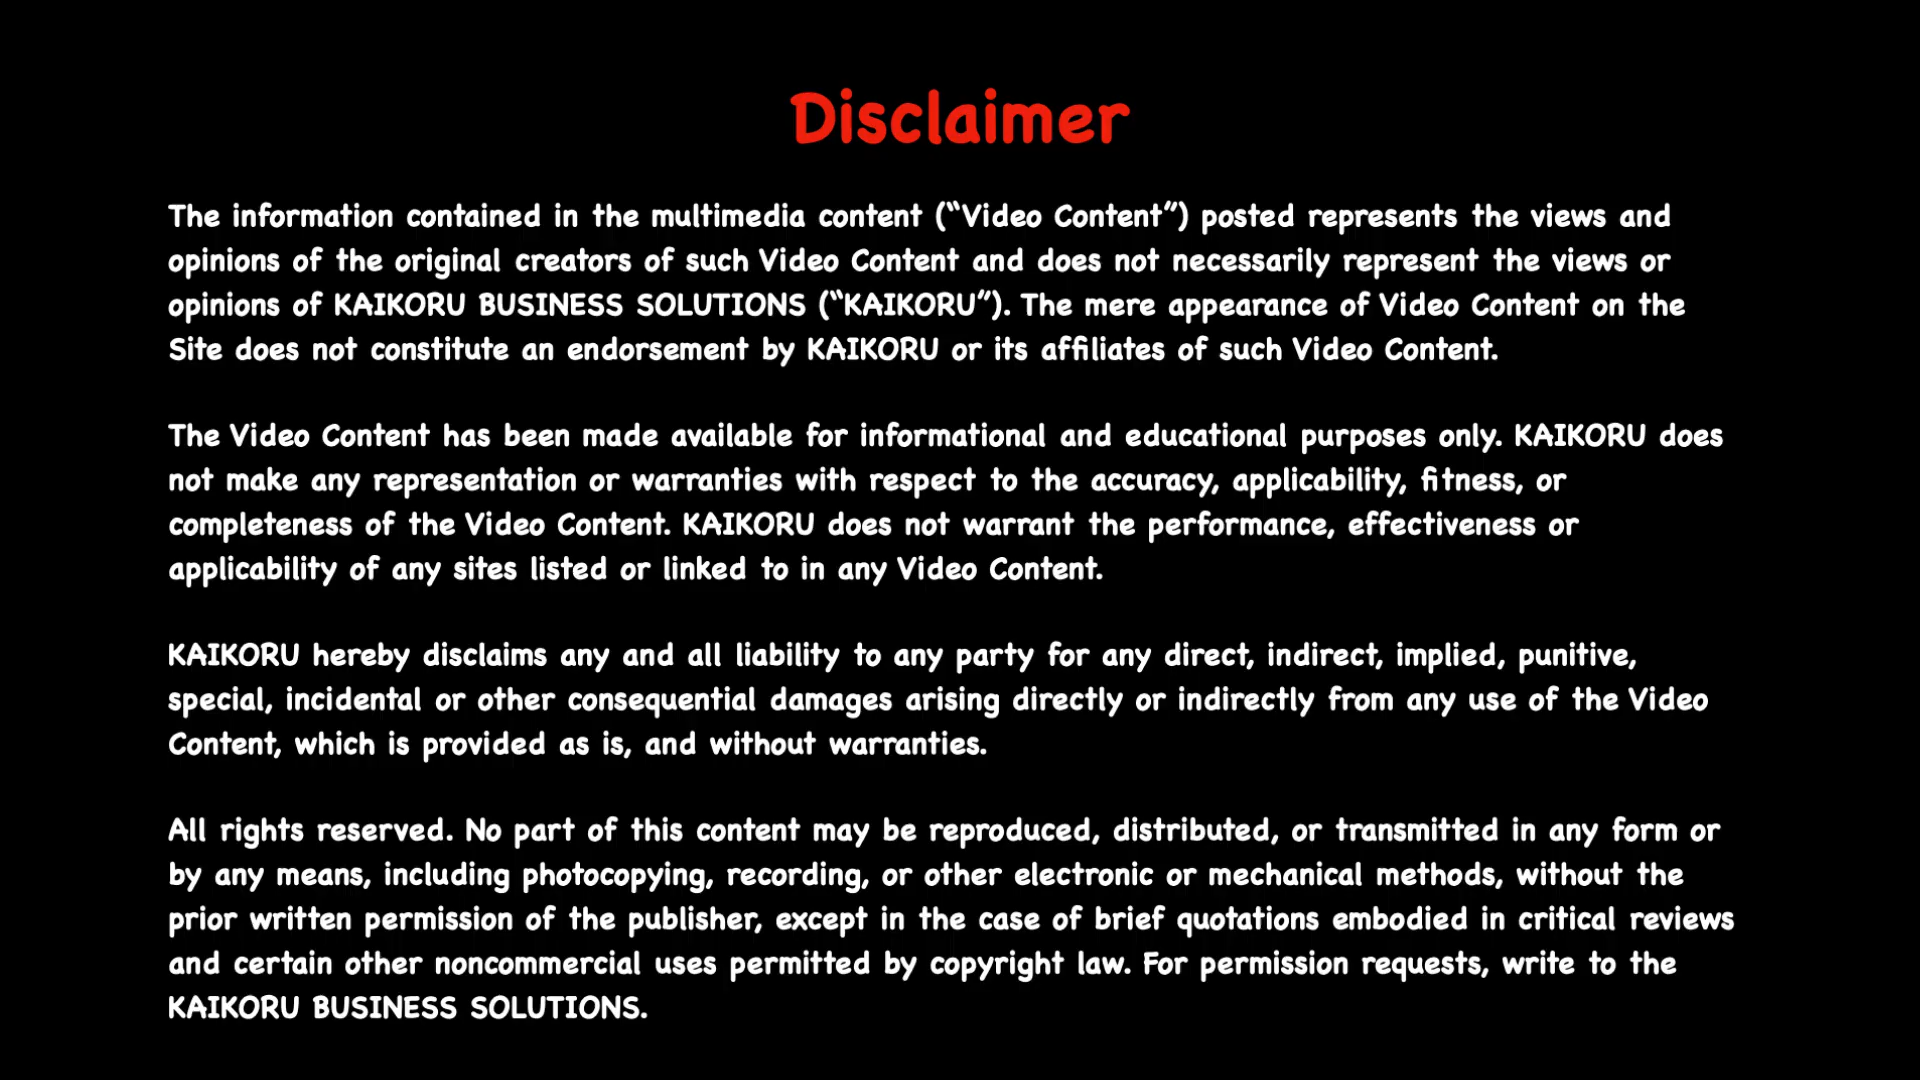 Disclaimer
The information contained in the multimedia content (“Video Content”) posted represents the views and
opinions of the original creators of such Video Content and does not necessarily represent the views or
opinions of KAIKORU BUSINESS SOLUTIONS (“KAIKORU”). The mere appearance of Video Content on the
Site does not constitute an endorsement by KAIKORU or its affiliates of such Video Content.
The Video Content has been made available for informational and educational purposes only. KAIKORU does
not make any representation or warranties with respect to the accuracy, applicability, fitness, or
completeness of the Video Content. KAIKORU does not warrant the performance, effectiveness or
applicability of any sites listed or linked to in any Video Content.
KAIKORU hereby disclaims any and all liability to any party for any direct, indirect, implied, punitive,
special, incidental or other consequential damages arising directly or indirectly from any use of the Video
Content, which is provided as is, and without warranties.
All rights reserved. No part of this content may be reproduced, distributed, or transmitted in any form or
by any means, including photocopying, recording, or other electronic or mechanical methods, without the
prior written permission of the publisher, except in the case of brief quotations embodied in critical reviews
and certain other noncommercial uses permitted by copyright law. For permission requests, write to the
KAIKORU BUSINESS SOLUTIONS.